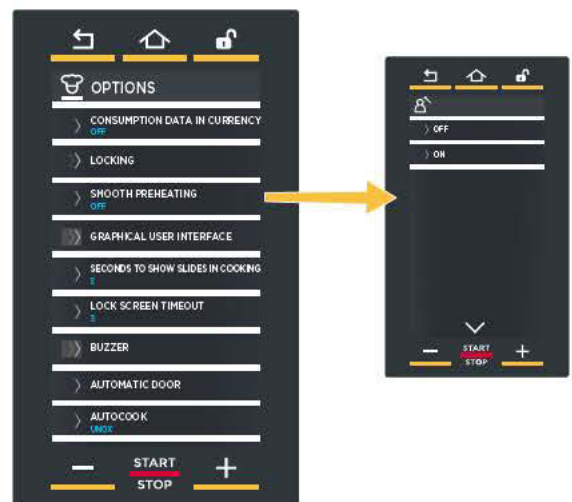 OPTIONS
CONSUMPTION DATA IN CURRENCY
OFF
LOCKING
SMOOTH PREHEATING
OFF
GRAPHICAL USER INTERFACE
SECONDS TO SHOW SLIDES IN COOKING
LOCK SCREEN TIMEOUT
3
BUZZER
AUTOMATIC DOOR
AUTOCOOK
UNOX
START
STOP
OFF
ON
START
STOP